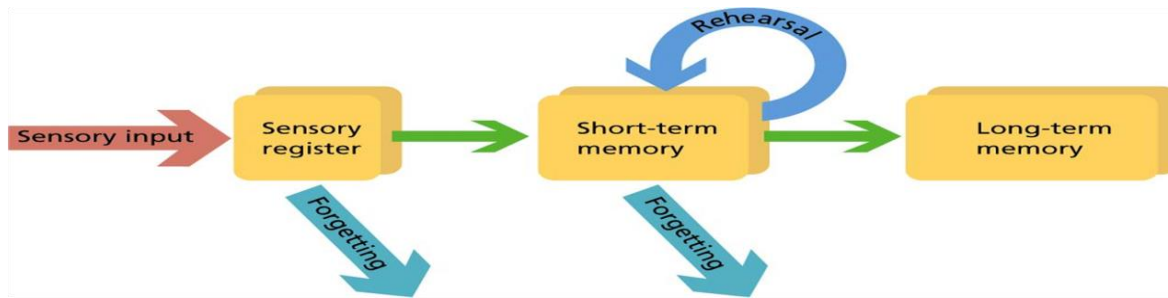 Rehearsal
Sensory input
Sensory
register
Short-term
memory
Long-term
memory
Forgetting
Forgetting